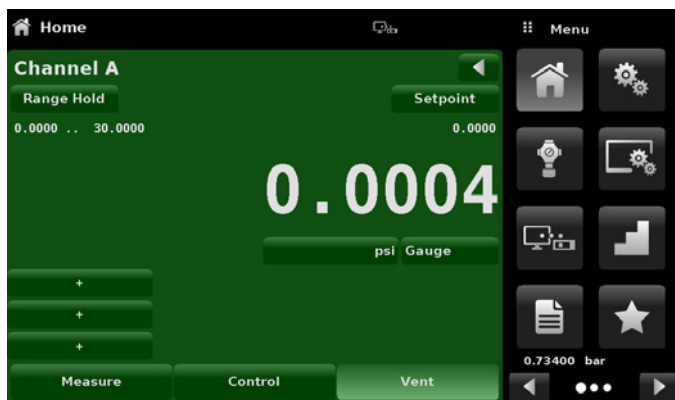 Home
Menu
Channel A
Range Hold
Setpoint
0.0000 .. 30.0000
0.0000
0.0004
psi Gauge
+
+
+
0.73400 bar
Measure Control Vent